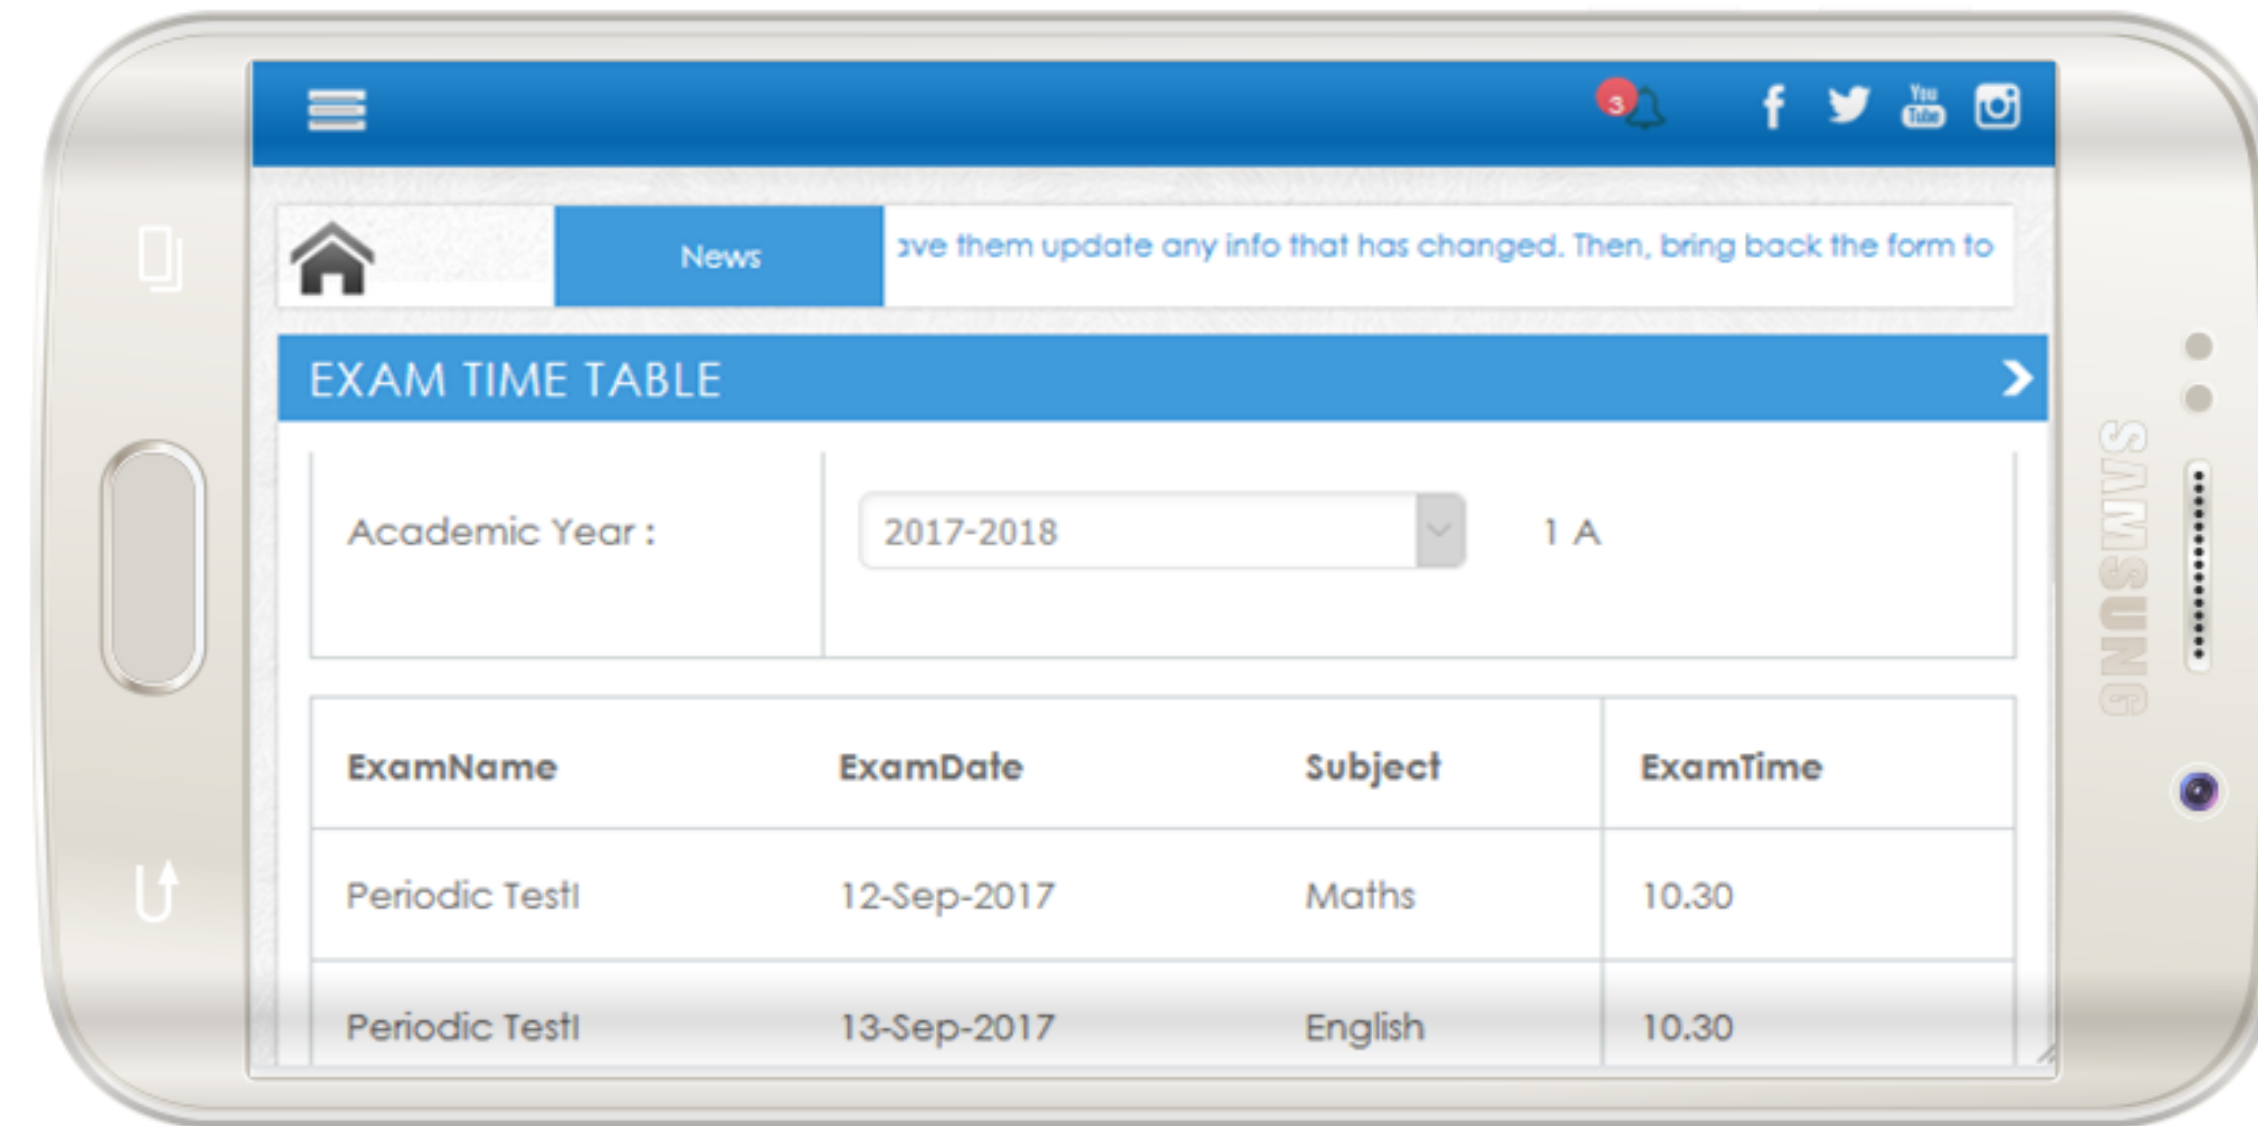 3
f You Tube
News ave them update any info that has changed. Then, bring back the form to
EXAM TIME TABLE
Academic Year : 2017-2018 1 A
ExamName ExamDate Subject ExamTime
Periodic TestI 12-Sep-2017 Maths 10.30
Periodic TestI 13-Sep-2017 English 10.30
SAMSUNG